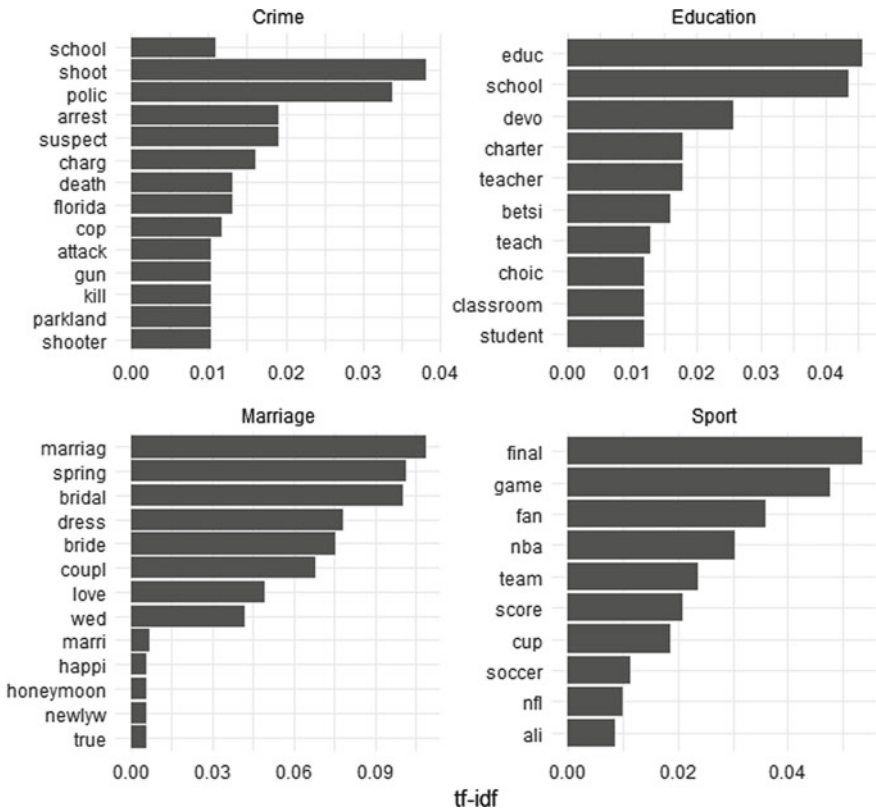 Crime
school
shoot
polic
arrest
suspect
charg
death
florida
cop
attack
gun
kill
parkland
shooter
0.00 0.01 0.02 0.03 0.04
Education
educ
school
devo
charter
teacher
betsi
teach
choic
classroom
student
0.00 0.01 0.02 0.03 0.04
Marriage
marriag
spring
bridal
dress
bride
coupl
love
wed
marri
happi
honeymoon
newlyw
true
0.00 0.03 0.06 0.09
Sport
final
game
fan
nba
team
score
cup
soccer
nfl
ali
0.00 0.02 0.04
tf-idf